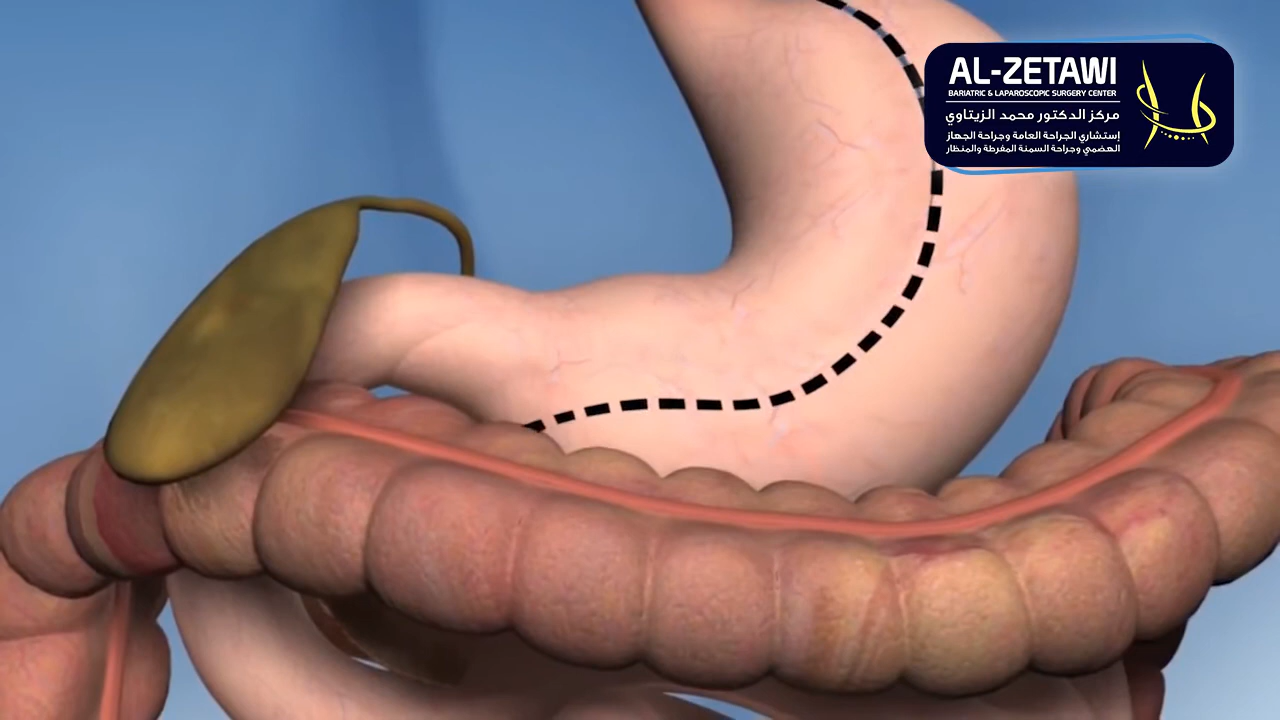 AL-ZETAWI
BARIATRIC & LAPAROSCOPIC SURGERY CENTER
مركز الدكتور محمد الزيتاوي
إستشاري الجراحة العامة وجراحة الجهاز
الهضمي وجراحة السمنة المفرطة والمنظار